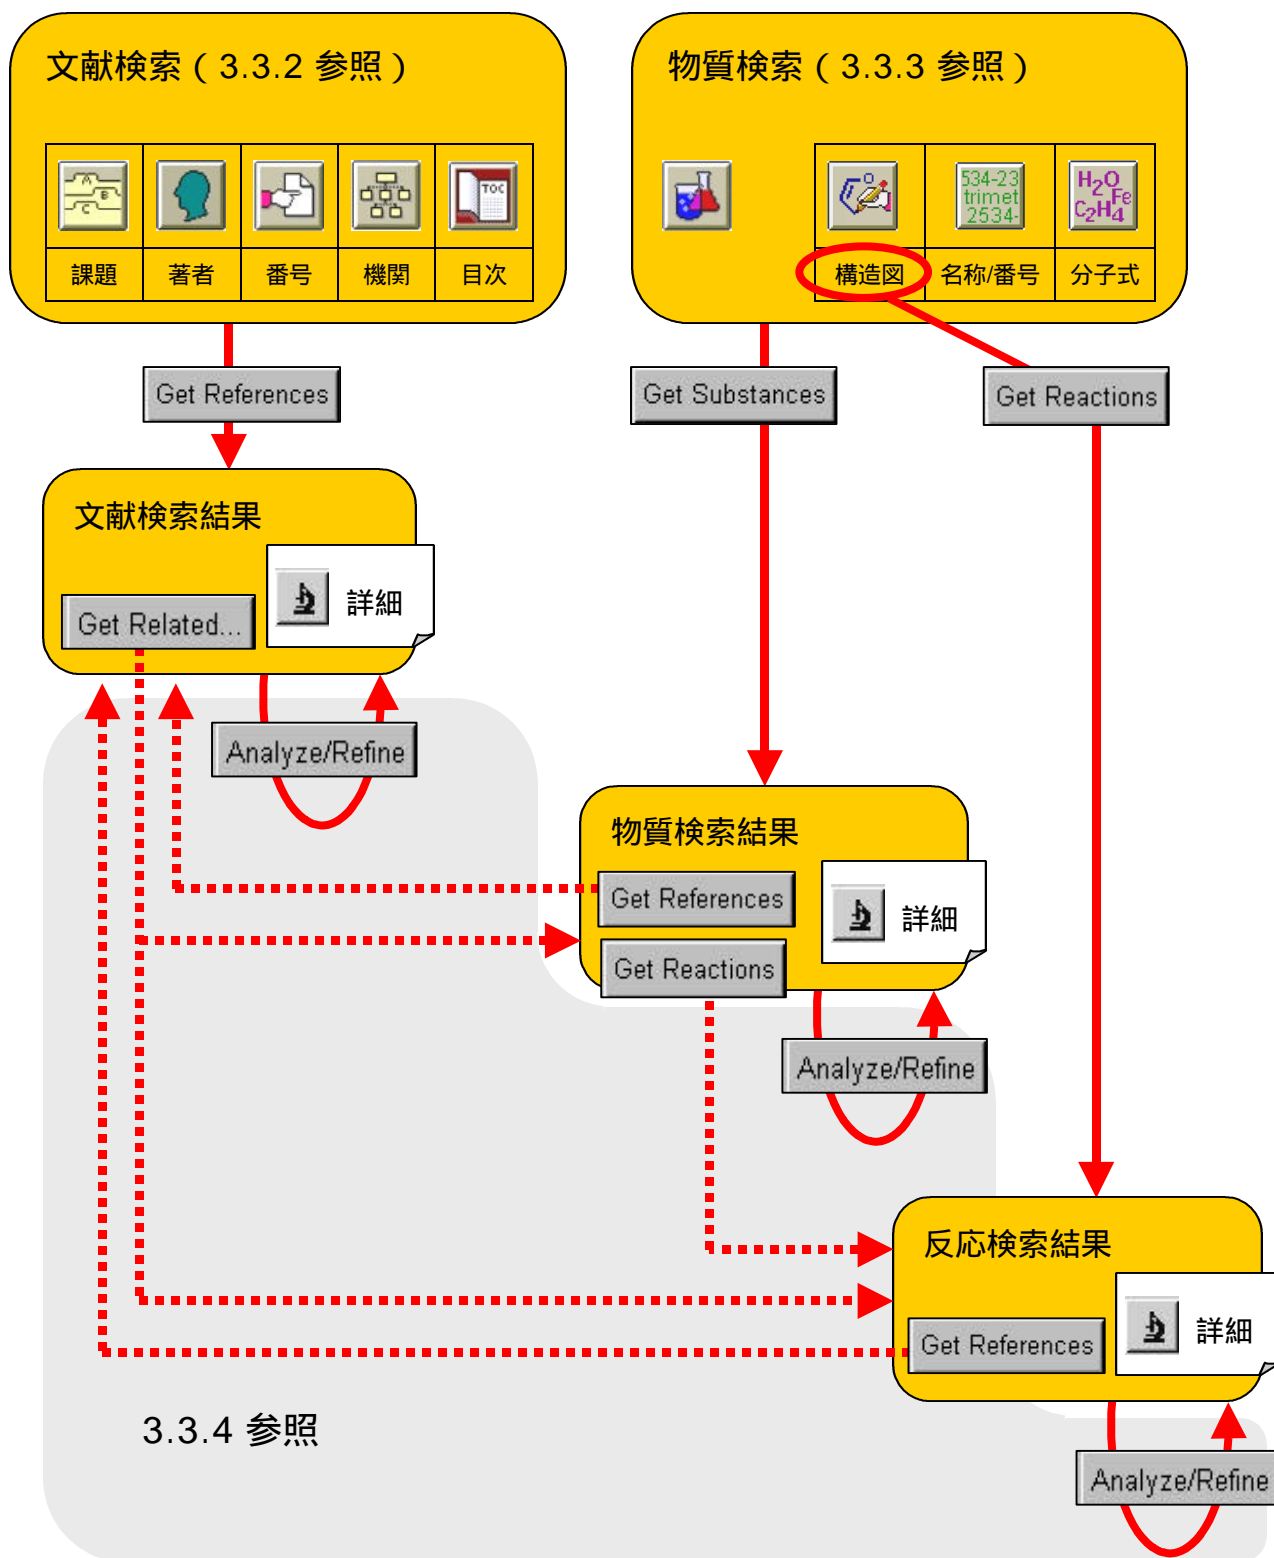 文献検索（3.3.2 参照）
課題 著者 番号 機関 目次
TOC
A
B
C
物質検索（3.3.3 参照）
534-23
trimet
2534-
H2O
Fe
C2H4
構造図 名称/番号 分子式
Get References
Get Substances
Get Reactions
文献検索結果
詳細
Get Related...
Analyze/Refine
物質検索結果
Get References
詳細
Get Reactions
Analyze/Refine
反応検索結果
詳細
Get References
3.3.4 参照
Analyze/Refine